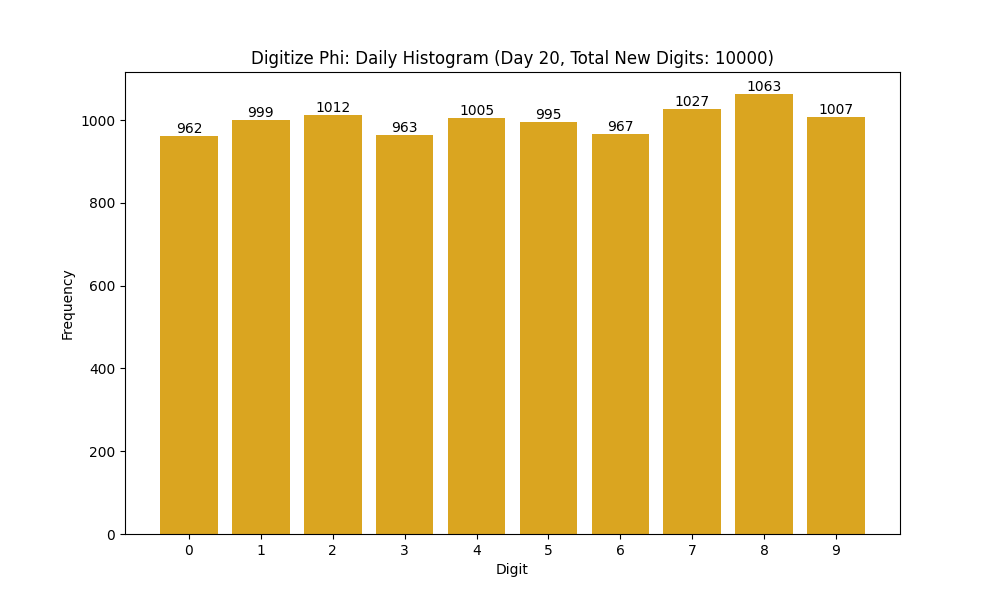 Digitize Phi: Daily Histogram (Day 20, Total New Digits: 10000)
962 999 1012 963 1005 995 967 1027 1063 1007
1000
800
600
400
200
0
Frequency
0 1 2 3 4 5 6 7 8 9
Digit